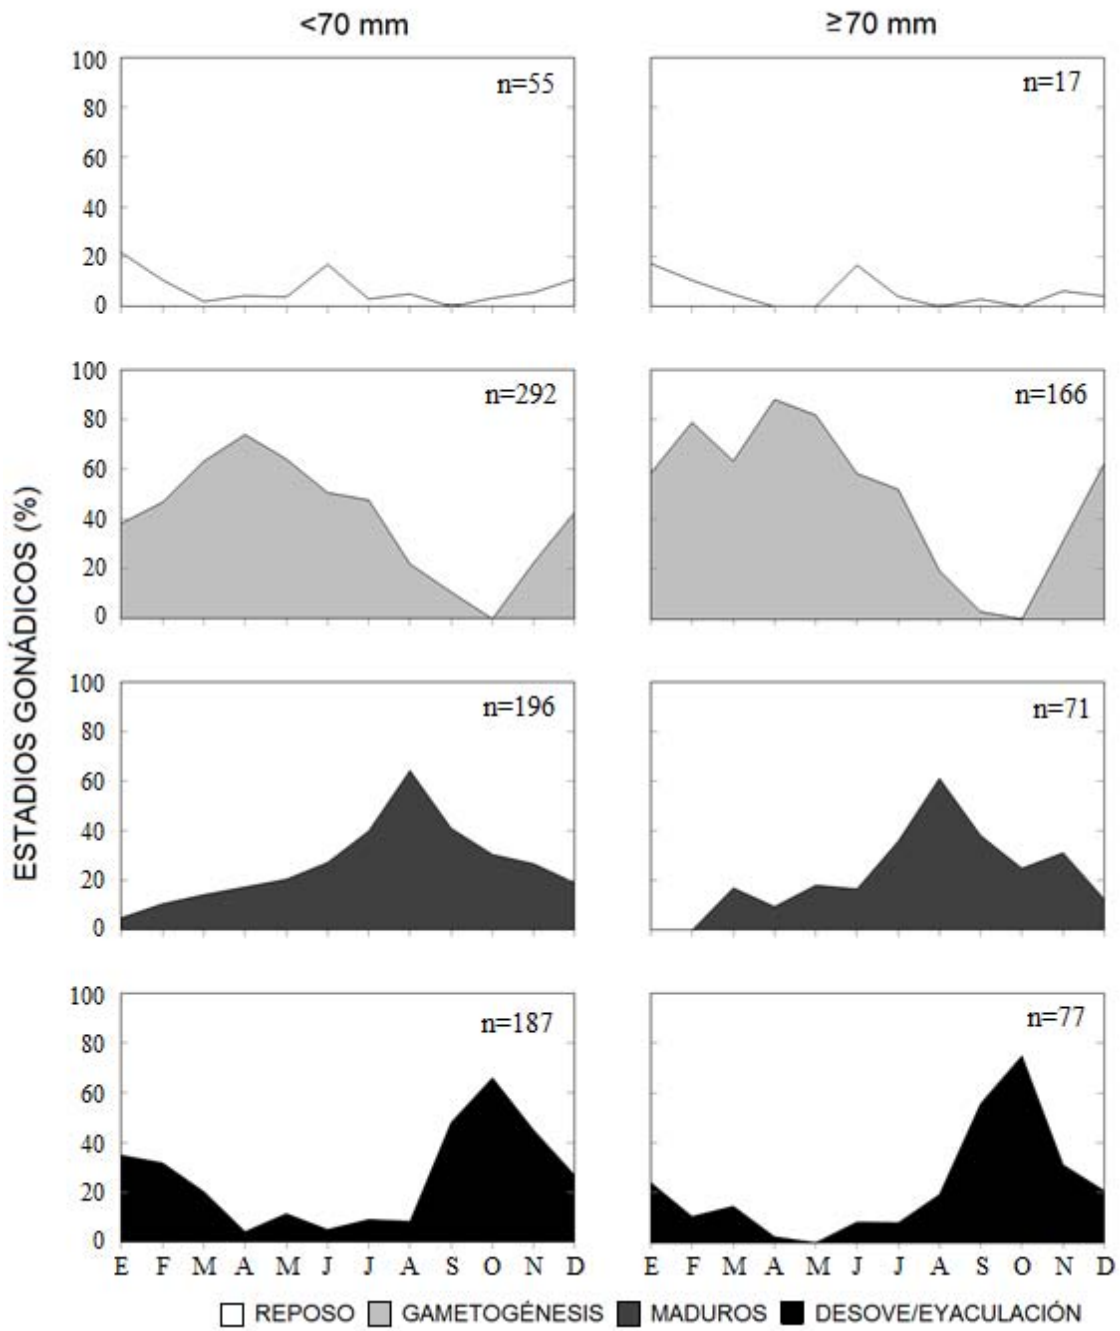 <70 mm
≥70 mm
ESTADIOS GONÁDICOS (%)
100
80
60
40
20
0
n=55
n=17
100
80
60
40
20
0
n=292
n=166
100
80
60
40
20
0
n=196
n=71
100
80
60
40
20
0
n=187
n=77
E F M A M J J A S O N D
E F M A M J J A S O N D
REPOSO GAMETOGÉNESIS MADUROS DESOVE/EYACULACIÓN